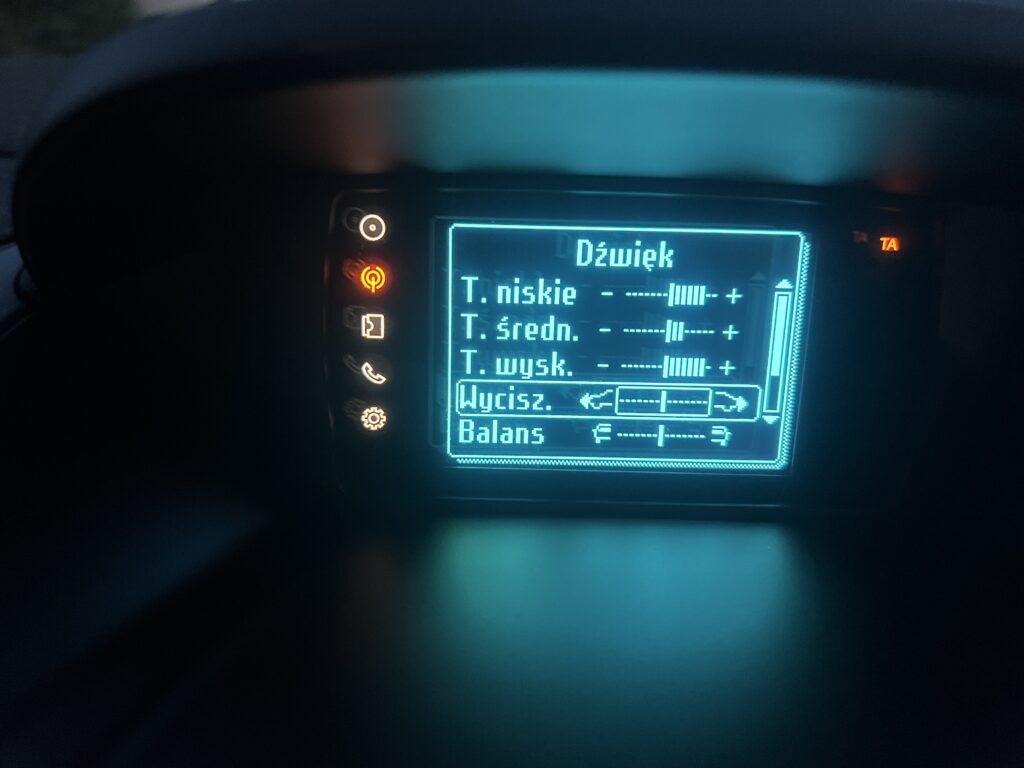 Dźwięk
TA
T. niskie - +
T. średn. - +
T. wysk. - +
Wycisz.
Balans